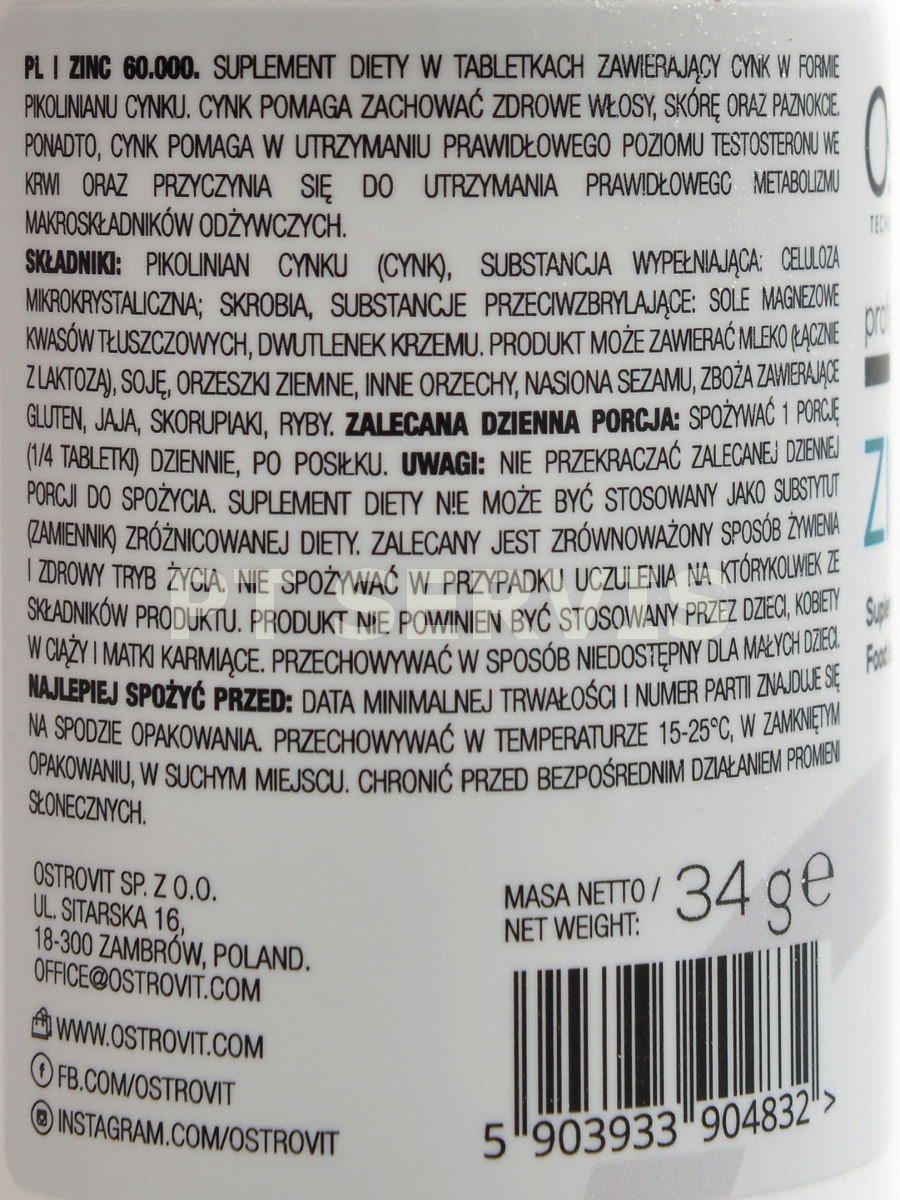 PL | ZINC 60.000. SUPLEMENT DIETY W TABLETKACH ZAWIERAJĄCY CYNK W FORMIE
PIKOLINIANU CYNKU. CYNK POMAGA ZACHOWAĆ ZDROWE WŁOSY, SKÓRĘ ORAZ PAZNOKCIE.
PONADTO, CYNK POMAGA W UTRZYMANIU PRAWIDŁOWEGO POZIOMU TESTOSTERONU WE
KRWI ORAZ PRZYCZYNIA SIĘ DO UTRZYMANIA PRAWIDŁOWEGO METABOLIZMU
MAKROSKŁADNIKÓW ODŻYWCZYCH.
SKŁADNIKI: PIKOLINIAN CYNKU (CYNK), SUBSTANCJA WYPEŁNIAJĄCA: CELULOZA
MIKROKRYSTALICZNA; SKROBIA, SUBSTANCJE PRZECIWZBRYLAJĄCE: SOLE MAGNEZOWE
KWASÓW TŁUSZCZOWYCH, DWUTLENEK KRZEMU. PRODUKT MOŻE ZAWIERAĆ MLEKO (ŁĄCZNIE
Z LAKTOZĄ), SOJĘ, ORZESZKI ZIEMNE, INNE ORZECHY, NASIONA SEZAMU, ZBOŻA ZAWIERAJĄCE
GLUTEN, JAJA, SKORUPIAKI, RYBY. ZALECANA DZIENNA PORCJA: SPOŻYWAĆ 1 PORCJĘ
(1/4 TABLETKI) DZIENNIE, PO POSIŁKU. UWAGI: NIE PRZEKRACZAĆ ZALECANEJ DZIENNEJ
PORCJI DO SPOŻYCIA. SUPLEMENT DIETY NIE MOŻE BYĆ STOSOWANY JAKO SUBSTYTUT
(ZAMIENNIK) ZRÓŻNICOWANEJ DIETY. ZALECANY JEST ZRÓWNOWAŻONY SPOSÓB ŻYWIENIA
I ZDROWY TRYB ŻYCIA. NIE SPOŻYWAĆ W PRZYPADKU UCZULENIA NA KTÓRYKOLWIEK ZE
SKŁADNIKÓW PRODUKTU. PRODUKT NIE POWINIEN BYĆ STOSOWANY PRZEZ DZIECI, KOBIETY
W CIĄŻY I MATKI KARMIĄCE. PRZECHOWYWAĆ W SPOSÓB NIEDOSTĘPNY DLA MAŁYCH DZIECI.
NAJLEPIEJ SPOŻYĆ PRZED: DATA MINIMALNEJ TRWAŁOŚCI I NUMER PARTII ZNAJDUJE SIĘ
NA SPODZIE OPAKOWANIA. PRZECHOWYWAĆ W TEMPERATURZE 15-25°C, W ZAMKNIĘTYM
OPAKOWANIU, W SUCHYM MIEJSCU. CHRONIĆ PRZED BEZPOŚREDNIM DZIAŁANIEM PROMIENI
SŁONECZNYCH.
PT SERVIS
OSTROVIT SP. Z O.O.
UL. SITARSKA 16,
18-300 ZAMBRÓW, POLAND.
OFFICE@OSTROVIT.COM
WWW.OSTROVIT.COM
FB.COM/OSTROVIT
INSTAGRAM.COM/OSTROVIT
MASA NETTO /
NET WEIGHT:
34 g e
5 903933 904832 >